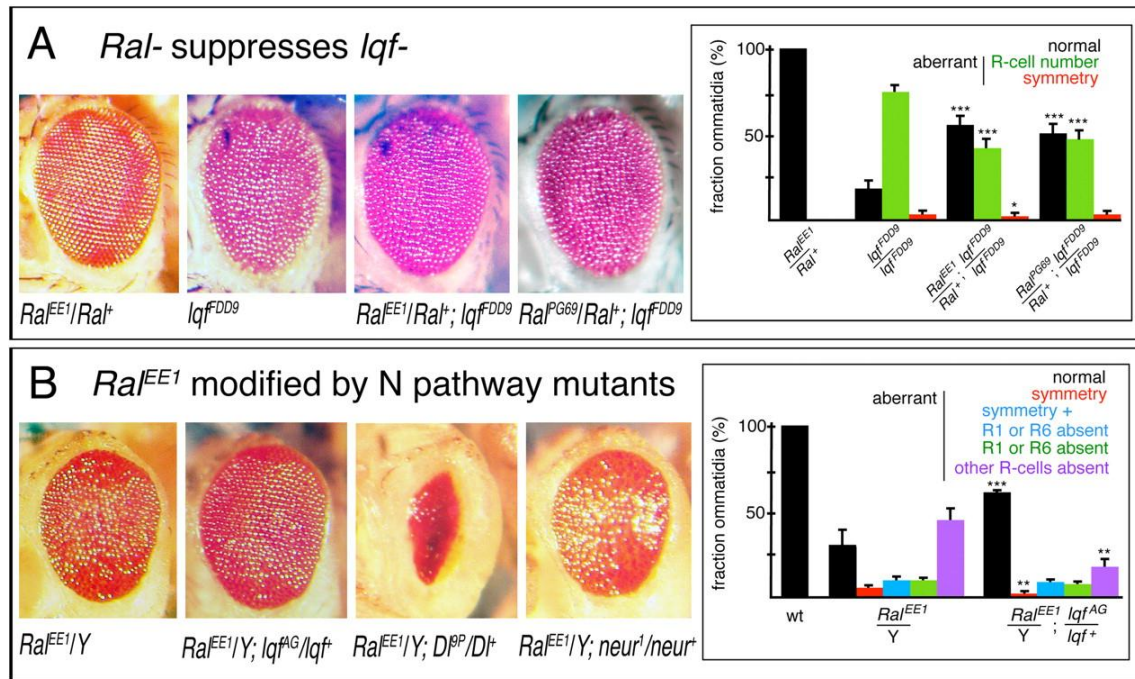 A Ral- suppresses lqf-
Ral^EE1/Ral+
lqf^FDD9
Ral^EE1/Ral+; lqf^FDD9
Ral^PG69/Ral+; lqf^FDD9
fraction ommatidia (%)
100
50
normal
aberrant
R-cell number
symmetry
***
***
*
***
***
Ral^EE1
Ral+
lqf^FDD9
lqf^FDD9
Ral^EE1 ; lqf^FDD9
Ral+ lqf^FDD9
Ral^PG69 ; lqf^FDD9
Ral+ lqf^FDD9
B Ral^EE1 modified by N pathway mutants
Ral^EE1/Y
Ral^EE1/Y; lqf^AG/lqf+
Ral^EE1/Y; Dl^9P/Dl+
Ral^EE1/Y; neur^1/neur+
fraction ommatidia (%)
100
50
normal
aberrant
symmetry
symmetry +
R1 or R6 absent
R1 or R6 absent
other R-cells absent
***
**
**
wt
Ral^EE1
Y
Ral^EE1 ; lqf^AG
Y lqf+